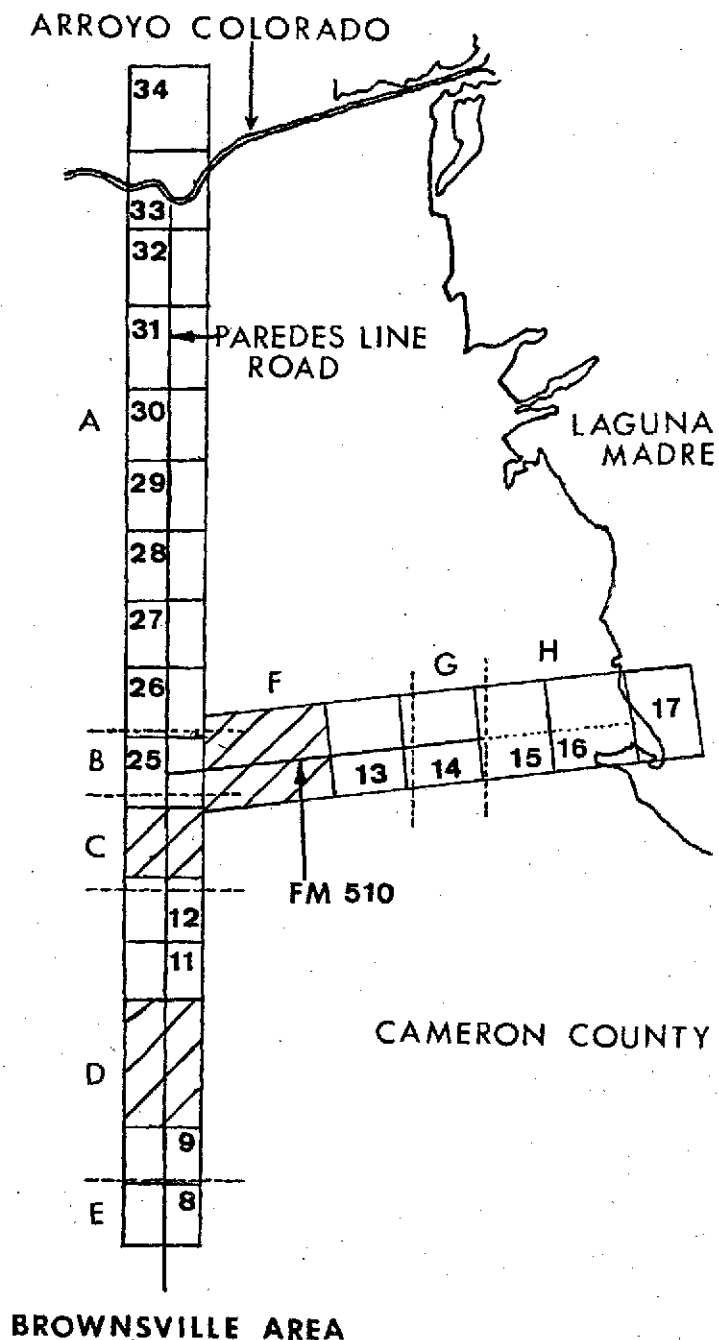 ARROYO COLORADO
34
33
32
31
PAREDES LINE
ROAD
A
30
LAGUNA
MADRE
29
28
27
26
F
G
H
17
B
25
13
14
15
16
C
FM 510
12
11
CAMERON COUNTY
D
9
E
8
BROWNSVILLE AREA